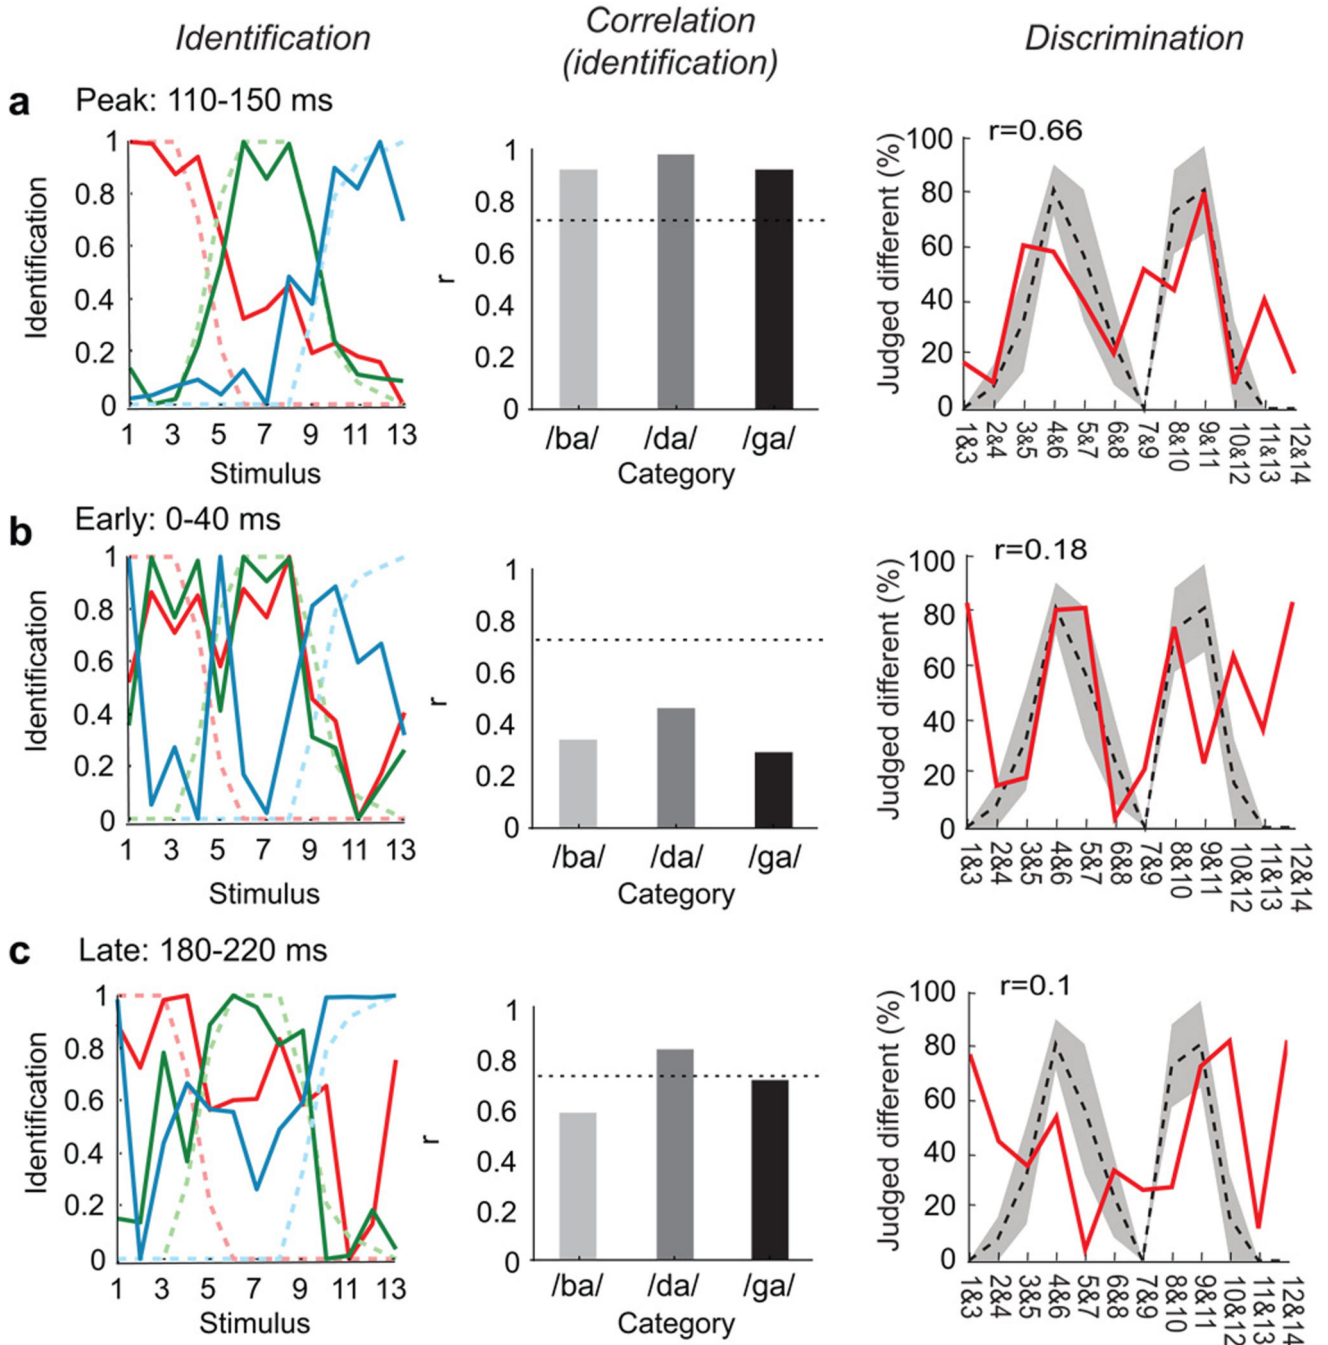 Identification
Correlation
(identification)
Discrimination
a
Peak: 110-150 ms
Identification
1
0.8
0.6
0.4
0.2
0
1 3 5 7 9 11 13
Stimulus
r
1
0.8
0.6
0.4
0.2
0
/ba/ /da/ /ga/
Category
r=0.66
Judged different (%)
100
80
60
40
20
0
1&3 2&4 3&5 4&6 5&7 6&8 7&9 8&10 9&11 10&12 11&13 12&14
b
Early: 0-40 ms
Identification
1
0.8
0.6
0.4
0.2
0
1 3 5 7 9 11 13
Stimulus
r
1
0.8
0.6
0.4
0.2
0
/ba/ /da/ /ga/
Category
r=0.18
Judged different (%)
100
80
60
40
20
0
1&3 2&4 3&5 4&6 5&7 6&8 7&9 8&10 9&11 10&12 11&13 12&14
c
Late: 180-220 ms
Identification
1
0.8
0.6
0.4
0.2
0
1 3 5 7 9 11 13
Stimulus
r
1
0.8
0.6
0.4
0.2
0
/ba/ /da/ /ga/
Category
r=0.1
Judged different (%)
100
80
60
40
20
0
1&3 2&4 3&5 4&6 5&7 6&8 7&9 8&10 9&11 10&12 11&13 12&14